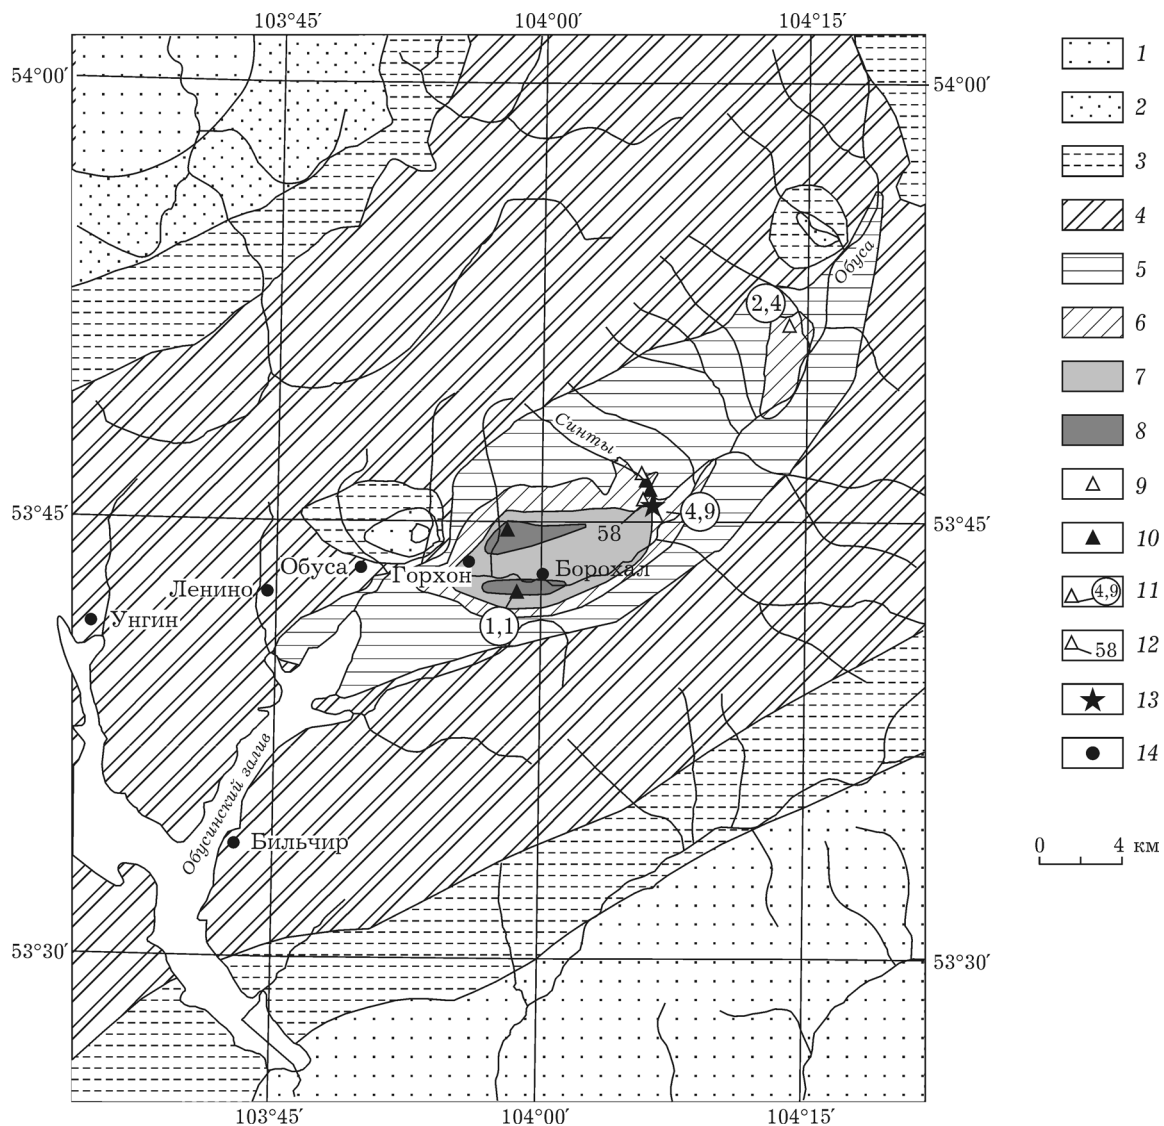 103°45′ 104°00′ 104°15′
54°00′ 54°00′
Обуса
2,4
Синты
53°45′ 4,9 53°45′
58
Обуса Горхон Борохал
Ленино
Унгин
1,1
Обусинский залив
Бильчир
53°30′ 53°30′
103°45′ 104°00′ 104°15′
1
2
3
4
5
6
7
8
9
10
4,9 11
58 12
13
14
0 4 км